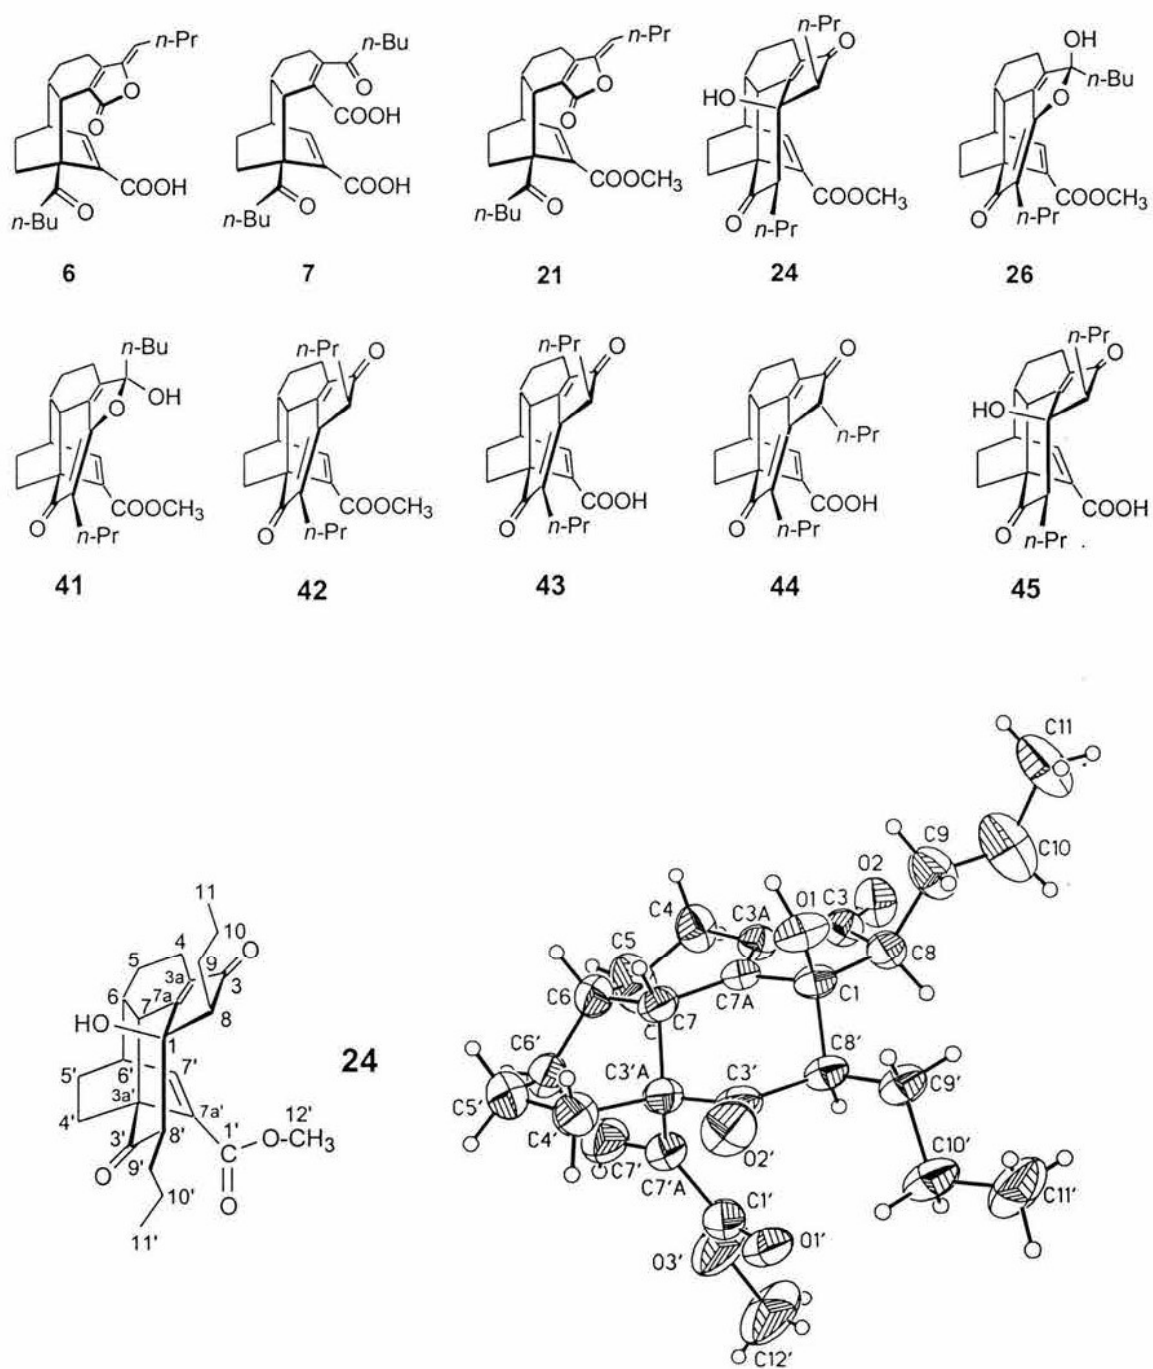 n-Pr
O
O
COOH
n-Bu
O
6
n-Bu
O
COOH
COOH
n-Bu
O
7
n-Pr
O
O
COOCH3
n-Bu
O
21
n-Pr
O
HO
COOCH3
O
n-Pr
24
OH
n-Bu
O
COOCH3
O
n-Pr
26
n-Bu
OH
O
COOCH3
O
n-Pr
41
n-Pr
O
COOCH3
O
n-Pr
42
n-Pr
O
COOH
O
n-Pr
43
O
n-Pr
COOH
O
n-Pr
44
n-Pr
O
HO
COOH
O
n-Pr
45
11
10
4
9
O
5
3a
3
6
7
7a
8
HO
1
24
5'
6'
7'
3a'
4'
7a'
12'
3'
8'
1'
O-CH3
O
9'
10'
O
11'
C11
C9
C10
O2
C4
C3A
O1
C3
C5
C8
C6
C7
C7A
C1
C6'
C8'
C3'A
C3'
C9'
C5'
C4'
C7'
O2'
C7'A
C10'
C11'
C1'
O3'
O1'
C12'